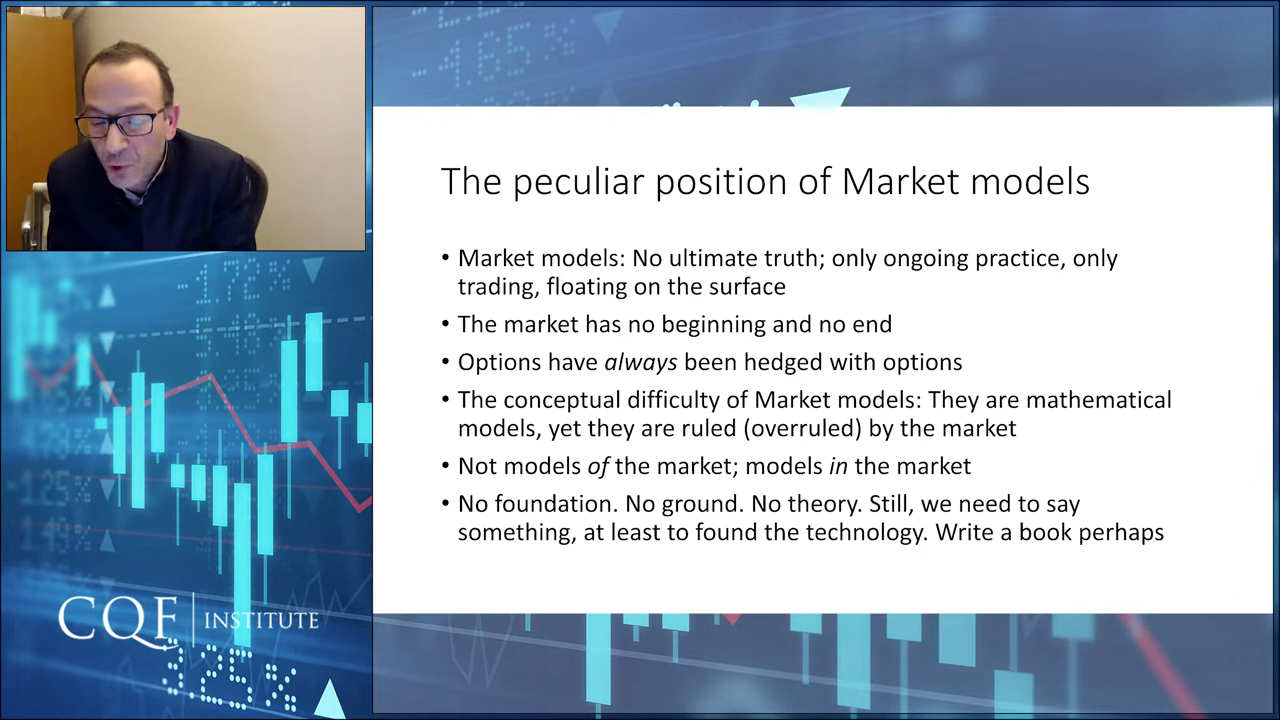 -4.65%
The peculiar position of Market models
• Market models: No ultimate truth; only ongoing practice, only
trading, floating on the surface
• The market has no beginning and no end
• Options have always been hedged with options
• The conceptual difficulty of Market models: They are mathematical
models, yet they are ruled (overruled) by the market
• Not models of the market; models in the market
• No foundation. No ground. No theory. Still, we need to say
something, at least to found the technology. Write a book perhaps
-1.72%
CQF INSTITUTE